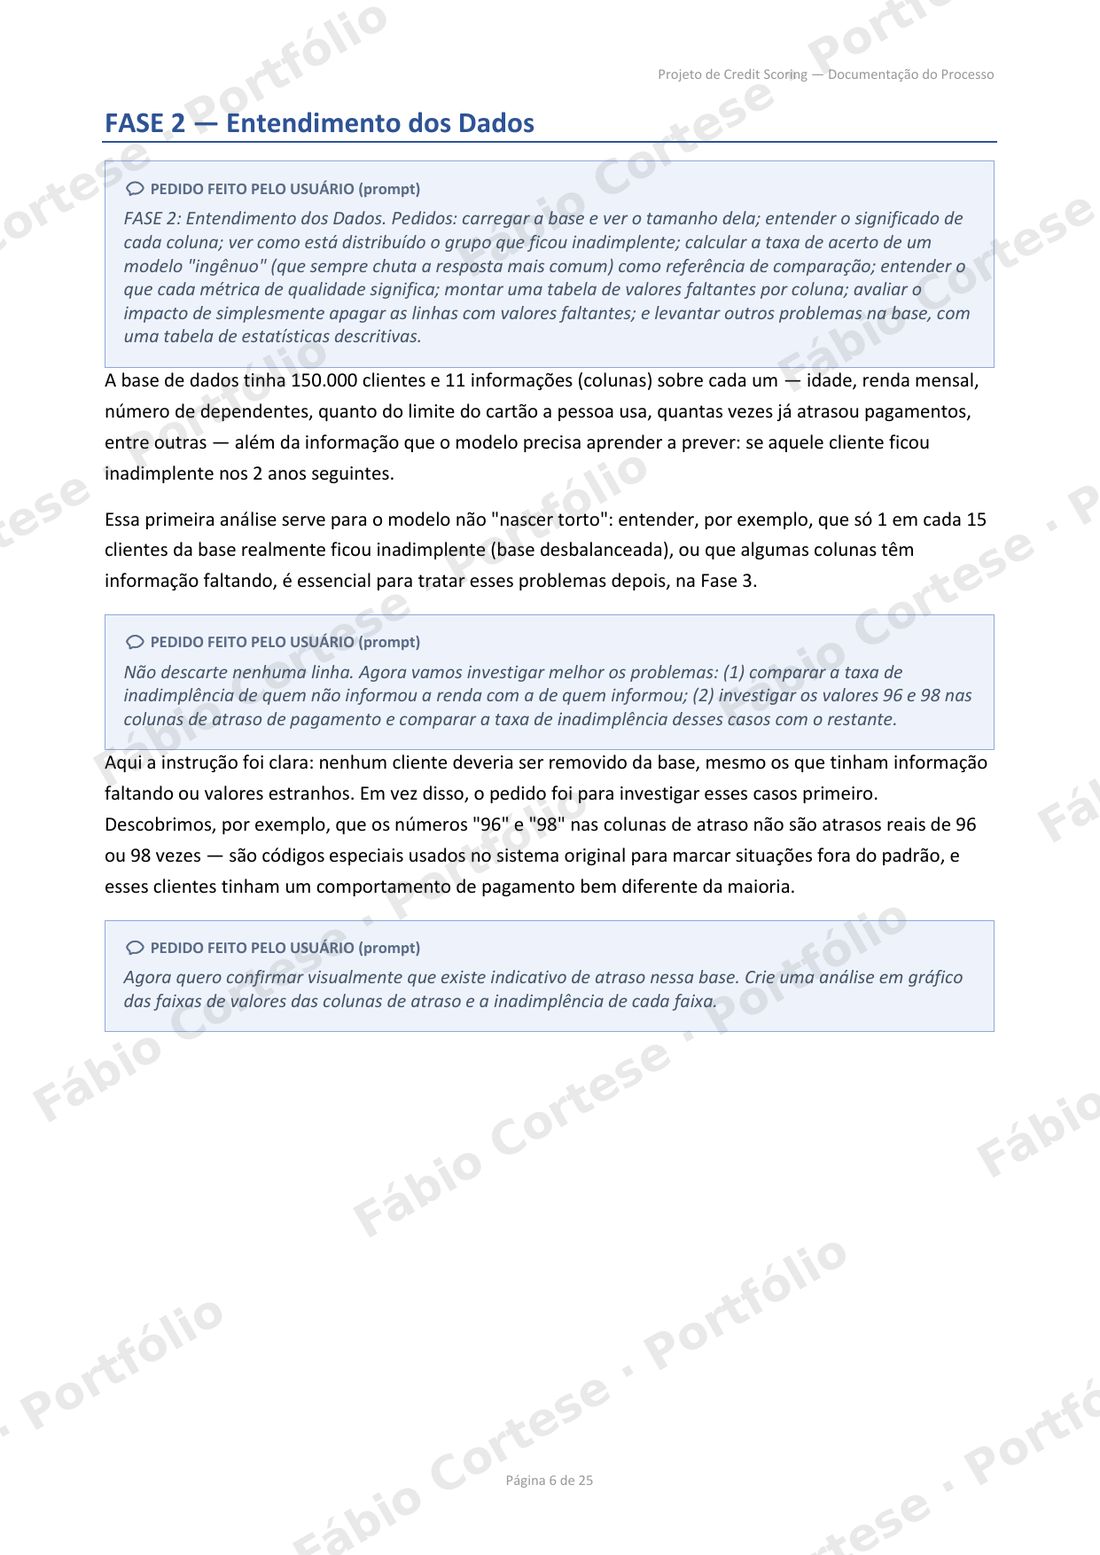 Projeto de Credit Scoring — Documentação do Processo
FASE 2 — Entendimento dos Dados
PEDIDO FEITO PELO USUÁRIO (prompt)
FASE 2: Entendimento dos Dados. Pedidos: carregar a base e ver o tamanho dela; entender o significado de
cada coluna; ver como está distribuído o grupo que ficou inadimplente; calcular a taxa de acerto de um
modelo "ingênuo" (que sempre chuta a resposta mais comum) como referência de comparação; entender o
que cada métrica de qualidade significa; montar uma tabela de valores faltantes por coluna; avaliar o
impacto de simplesmente apagar as linhas com valores faltantes; e levantar outros problemas na base, com
uma tabela de estatísticas descritivas.
A base de dados tinha 150.000 clientes e 11 informações (colunas) sobre cada um — idade, renda mensal,
número de dependentes, quanto do limite do cartão a pessoa usa, quantas vezes já atrasou pagamentos,
entre outras — além da informação que o modelo precisa aprender a prever: se aquele cliente ficou
inadimplente nos 2 anos seguintes.
Essa primeira análise serve para o modelo não "nascer torto": entender, por exemplo, que só 1 em cada 15
clientes da base realmente ficou inadimplente (base desbalanceada), ou que algumas colunas têm
informação faltando, é essencial para tratar esses problemas depois, na Fase 3.
PEDIDO FEITO PELO USUÁRIO (prompt)
Não descarte nenhuma linha. Agora vamos investigar melhor os problemas: (1) comparar a taxa de
inadimplência de quem não informou a renda com a de quem informou; (2) investigar os valores 96 e 98 nas
colunas de atraso de pagamento e comparar a taxa de inadimplência desses casos com o restante.
Aqui a instrução foi clara: nenhum cliente deveria ser removido da base, mesmo os que tinham informação
faltando ou valores estranhos. Em vez disso, o pedido foi para investigar esses casos primeiro.
Descobrimos, por exemplo, que os números "96" e "98" nas colunas de atraso não são atrasos reais de 96
ou 98 vezes — são códigos especiais usados no sistema original para marcar situações fora do padrão, e
esses clientes tinham um comportamento de pagamento bem diferente da maioria.
PEDIDO FEITO PELO USUÁRIO (prompt)
Agora quero confirmar visualmente que existe indicativo de atraso nessa base. Crie uma análise em gráfico
das faixas de valores das colunas de atraso e a inadimplência de cada faixa.
Fábio Cortese · Portfólio
Página 6 de 25